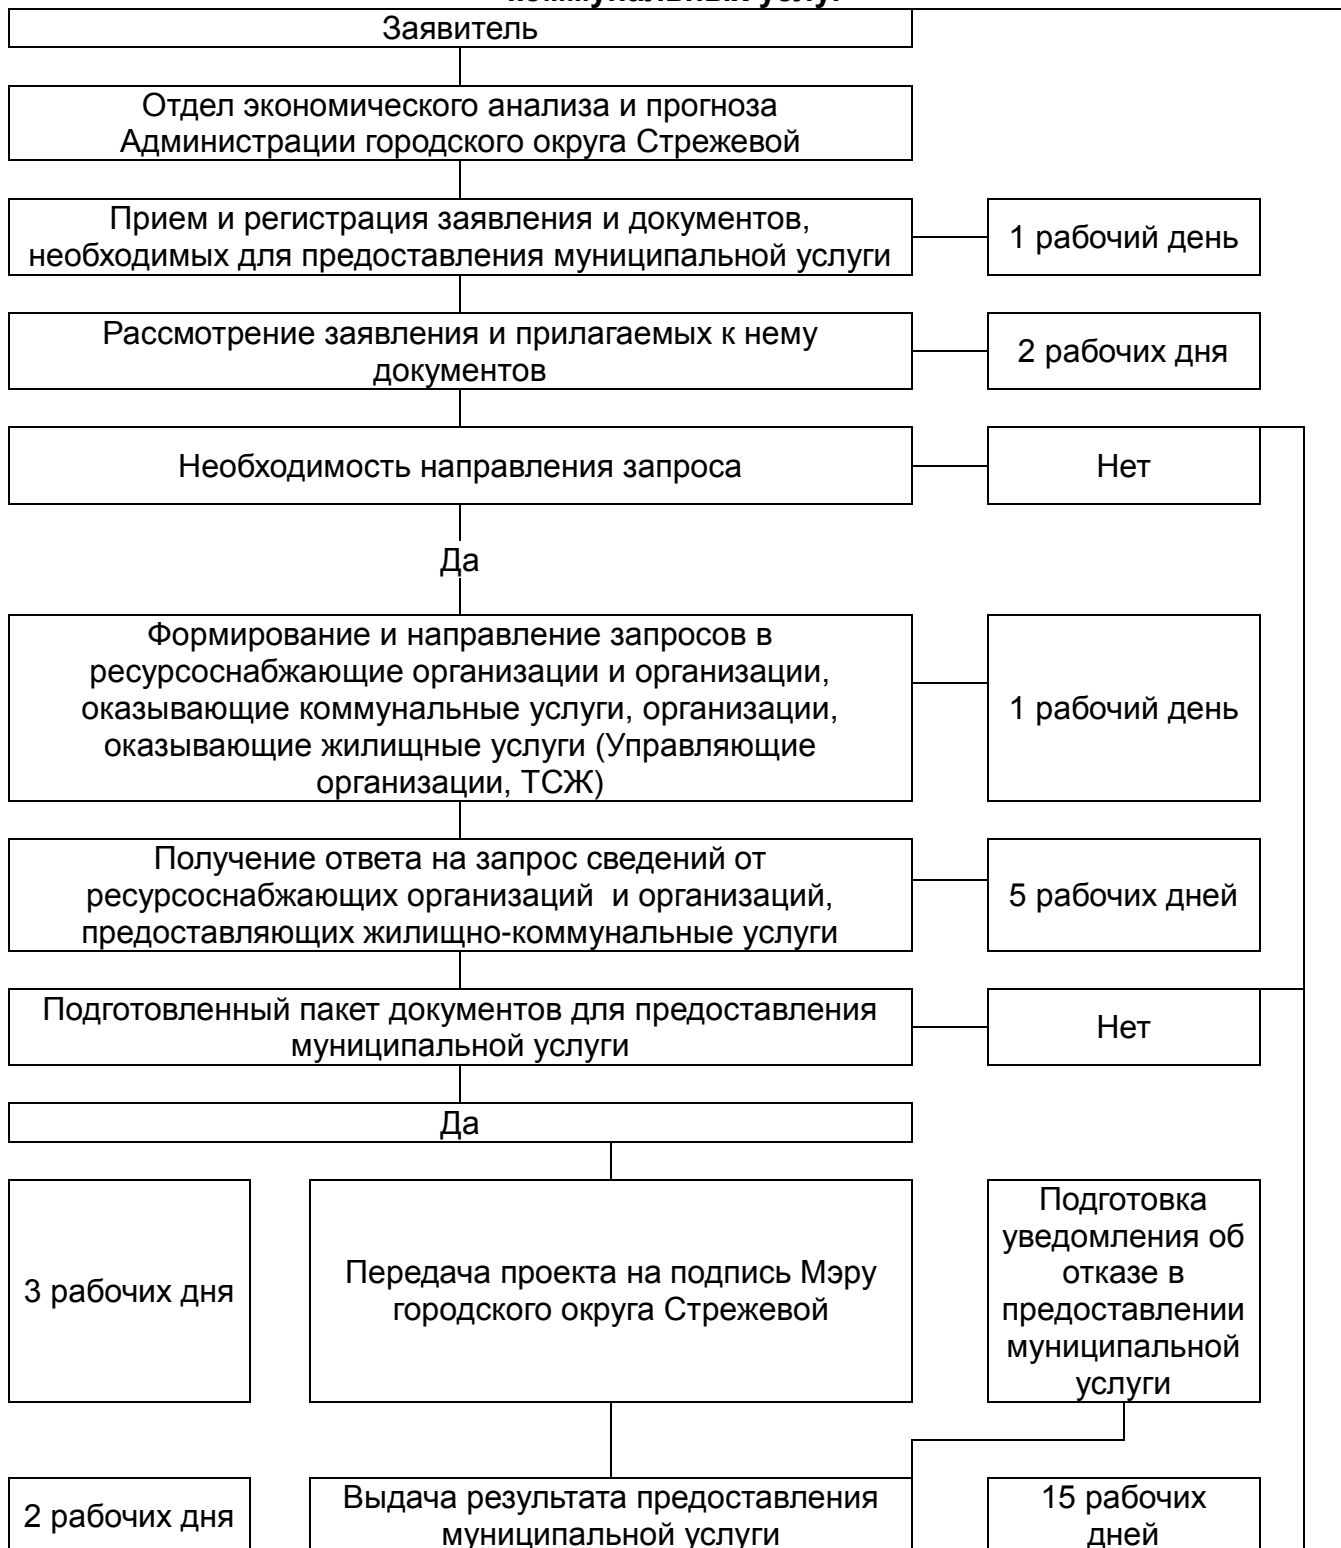 коммунальных услуг
Заявитель
Отдел экономического анализа и прогноза
Администрации городского округа Стрежевой
Прием и регистрация заявления и документов,
необходимых для предоставления муниципальной услуги
1 рабочий день
Рассмотрение заявления и прилагаемых к нему
документов
2 рабочих дня
Необходимость направления запроса
Нет
Да
Формирование и направление запросов в
ресурсоснабжающие организации и организации,
оказывающие коммунальные услуги, организации,
оказывающие жилищные услуги (Управляющие
организации, ТСЖ)
1 рабочий день
Получение ответа на запрос сведений от
ресурсоснабжающих организаций и организаций,
предоставляющих жилищно-коммунальные услуги
5 рабочих дней
Подготовленный пакет документов для предоставления
муниципальной услуги
Нет
Да
3 рабочих дня
Передача проекта на подпись Мэру
городского округа Стрежевой
Подготовка
уведомления об
отказе в
предоставлении
муниципальной
услуги
2 рабочих дня
Выдача результата предоставления
муниципальной услуги
15 рабочих
дней